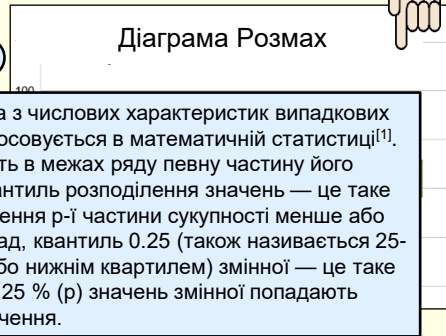 Діаграма Розмах
100
а з числових характеристик випадкових
осовується в математичній статистиці[1].
ть в межах ряду певну частину його
антиль розподілення значень — це таке
ення p-ї частини сукупності менше або
ад, квантиль 0.25 (також називається 25-
бо нижнім квартилем) змінної — це таке
25 % (p) значень змінної попадають
чення.